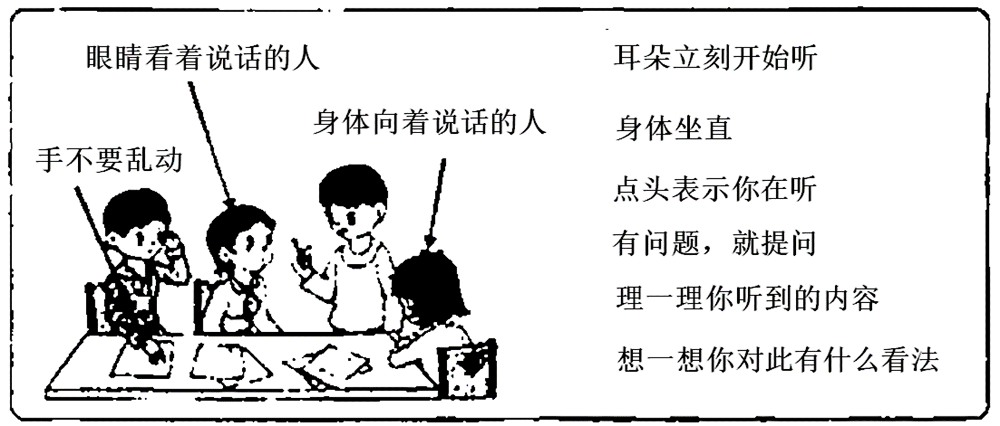 眼睛看着说话的人
身体向着说话的人
手不要乱动
耳朵立刻开始听
身体坐直
点头表示你在听
有问题，就提问
理一理你听到的内容
想一想你对此有什么看法